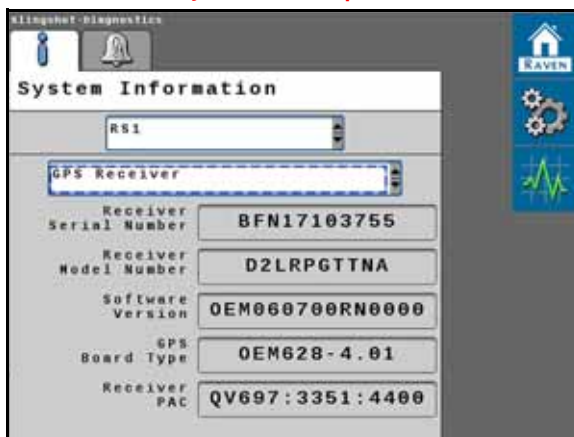 Slingshot-Diagnostics
System Information
RS1
GPS Receiver
Receiver
Serial Number
BFN17103755
Receiver
Model Number
D2LRPGTTNA
Software
Version
OEM060700RN0000
GPS
Board Type
OEM628-4.01
Receiver
PAC
QV697:3351:4400
RAVEN